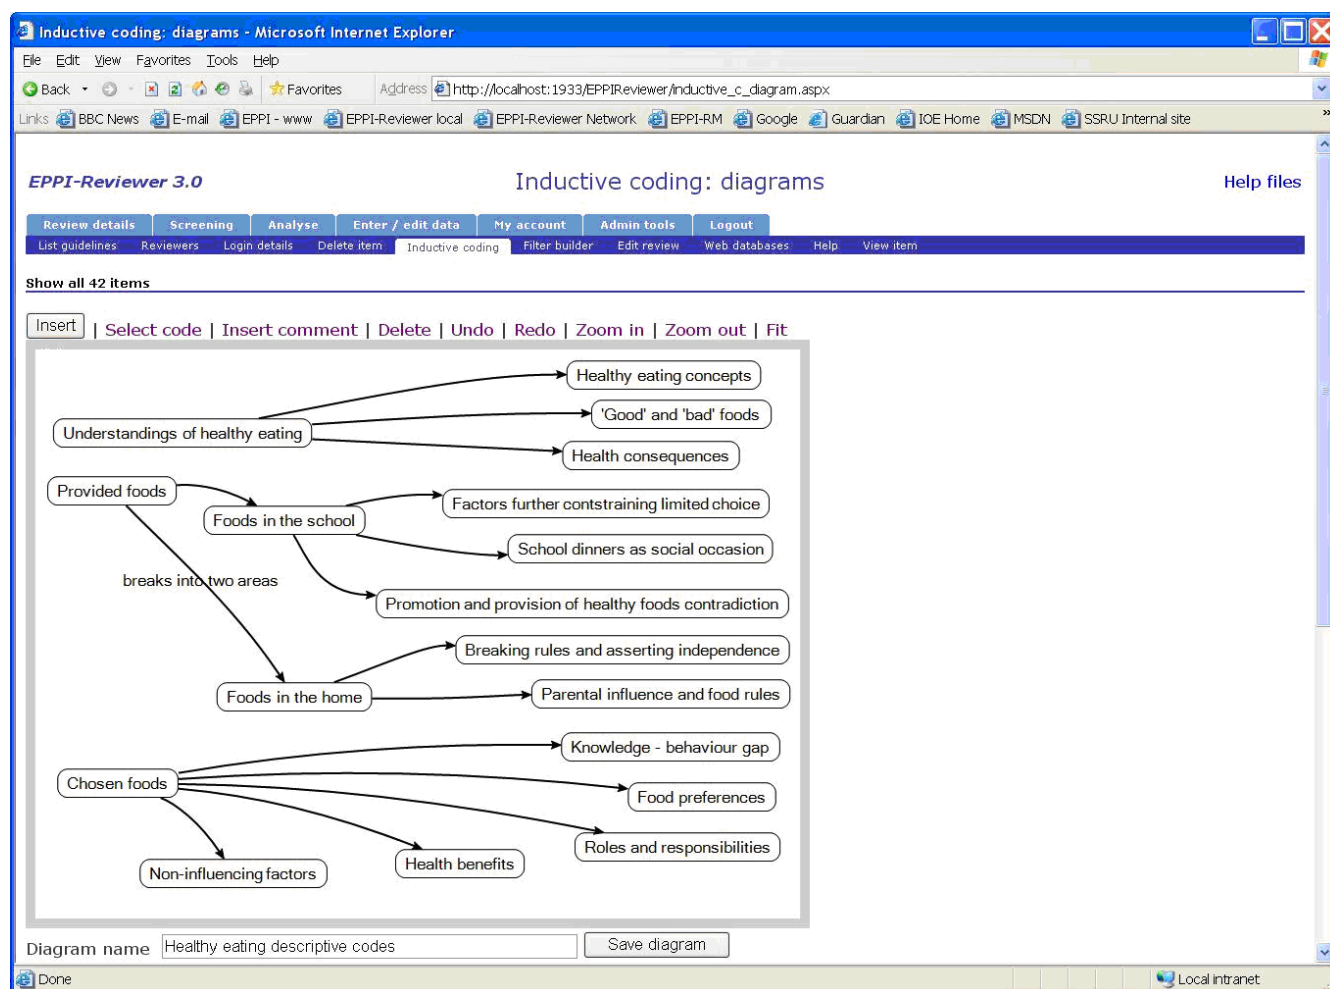 Inductive coding: diagrams - Microsoft Internet Explorer
File Edit View Favorites Tools Help
Back Favorites Address http://localhost:1933/EPPIReviewer/inductive_c_diagram.aspx
Links BBC News E-mail EPPI - www EPPI-Reviewer local EPPI-Reviewer Network EPPI-RM Google Guardian IOE Home MSDN SSRU Internal site »
EPPI-Reviewer 3.0 Inductive coding: diagrams Help files
Review details Screening Analyse Enter / edit data My account Admin tools Logout
List guidelines Reviewers Login details Delete item Inductive coding Filter builder Edit review Web databases Help View item
Show all 42 items
Insert | Select code | Insert comment | Delete | Undo | Redo | Zoom in | Zoom out | Fit
Healthy eating concepts
'Good' and 'bad' foods
Understandings of healthy eating
Health consequences
Provided foods
Factors further contstraining limited choice
Foods in the school
School dinners as social occasion
breaks into two areas
Promotion and provision of healthy foods contradiction
Breaking rules and asserting independence
Foods in the home
Parental influence and food rules
Knowledge - behaviour gap
Chosen foods
Food preferences
Roles and responsibilities
Health benefits
Non-influencing factors
Diagram name Healthy eating descriptive codes Save diagram
Done Local intranet